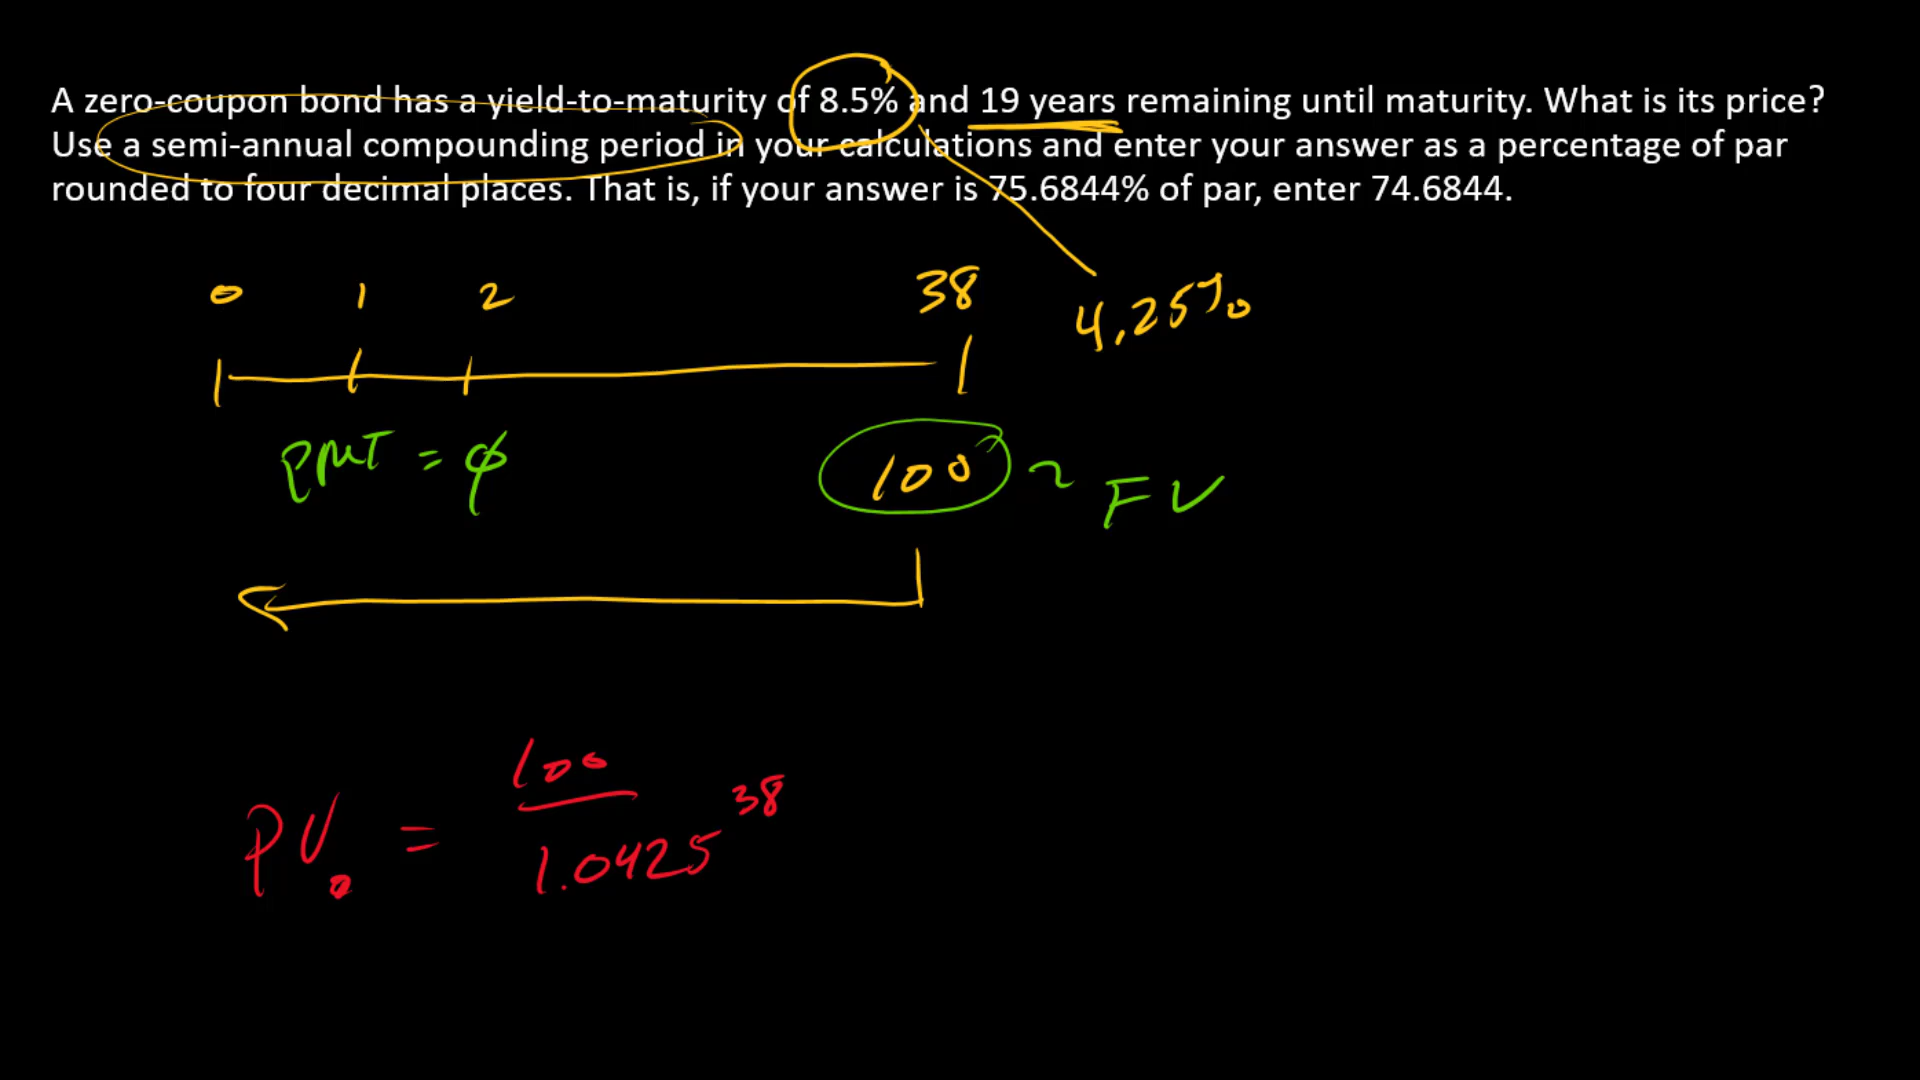 A zero-coupon bond has a yield-to-maturity of 8.5% and 19 years remaining until maturity. What is its price?
Use a semi-annual compounding period in your calculations and enter your answer as a percentage of par
rounded to four decimal places. That is, if your answer is 75.6844% of par, enter 74.6844.
0 1 2 38
4.25%
PMT = ϕ 100 ~ FV
100
PV0 = 1.0425^38